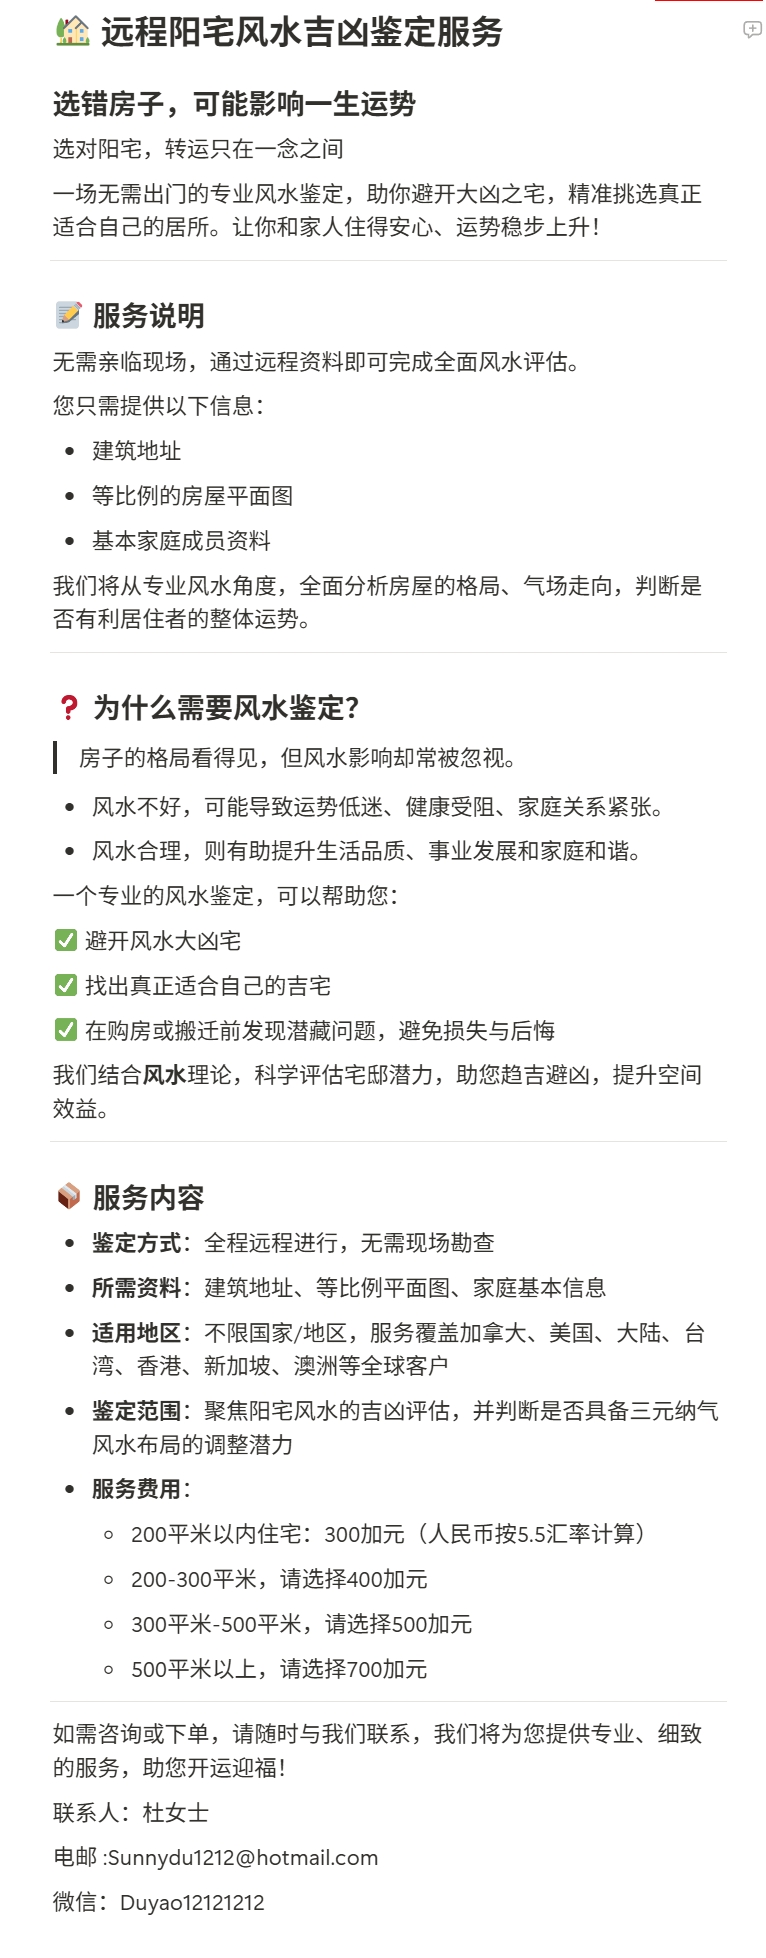 远程阳宅风水吉凶鉴定服务
选错房子，可能影响一生运势
选对阳宅，转运只在一念之间
一场无需出门的专业风水鉴定，助你避开大凶之宅，精准挑选真正
适合自己的居所。让你和家人住得安心、运势稳步上升！
服务说明
无需亲临现场，通过远程资料即可完成全面风水评估。
您只需提供以下信息：
• 建筑地址
• 等比例的房屋平面图
• 基本家庭成员资料
我们将从专业风水角度，全面分析房屋的格局、气场走向，判断是
否有利居住者的整体运势。
❓ 为什么需要风水鉴定？
房子的格局看得见，但风水影响却常被忽视。
• 风水不好，可能导致运势低迷、健康受阻、家庭关系紧张。
• 风水合理，则有助提升生活品质、事业发展和家庭和谐。
一个专业的风水鉴定，可以帮助您：
✅ 避开风水大凶宅
✅ 找出真正适合自己的吉宅
✅ 在购房或搬迁前发现潜藏问题，避免损失与后悔
我们结合风水理论，科学评估宅邸潜力，助您趋吉避凶，提升空间
效益。
服务内容
• 鉴定方式：全程远程进行，无需现场勘查
• 所需资料：建筑地址、等比例平面图、家庭基本信息
• 适用地区：不限国家/地区，服务覆盖加拿大、美国、大陆、台
湾、香港、新加坡、澳洲等全球客户
• 鉴定范围：聚焦阳宅风水的吉凶评估，并判断是否具备三元纳气
风水布局的调整潜力
• 服务费用：
◦ 200平米以内住宅：300加元（人民币按5.5汇率计算）
◦ 200-300平米，请选择400加元
◦ 300平米-500平米，请选择500加元
◦ 500平米以上，请选择700加元
如需咨询或下单，请随时与我们联系，我们将为您提供专业、细致
的服务，助您开运迎福！
联系人：杜女士
电邮 :Sunnydu1212@hotmail.com
微信：Duyao12121212